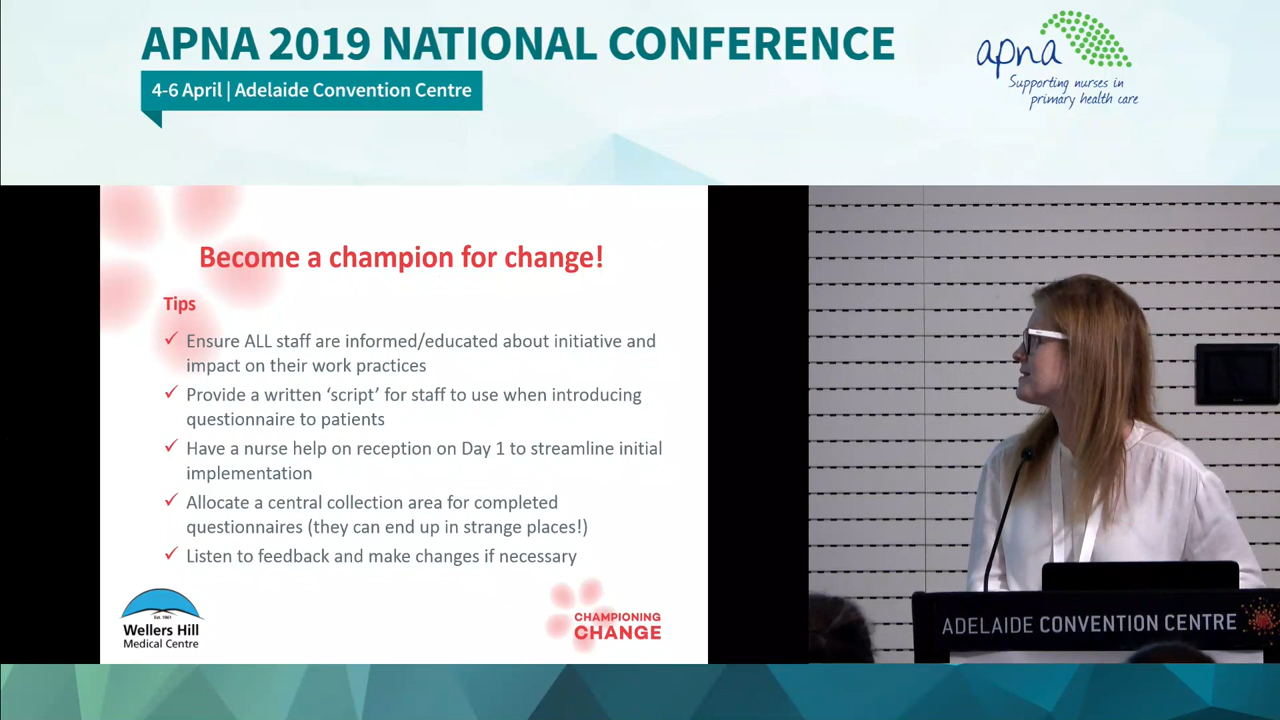 APNA 2019 NATIONAL CONFERENCE
4-6 April | Adelaide Convention Centre
apna
Supporting nurses in
primary health care
Become a champion for change!
Tips
Ensure ALL staff are informed/educated about initiative and
impact on their work practices
Provide a written ‘script’ for staff to use when introducing
questionnaire to patients
Have a nurse help on reception on Day 1 to streamline initial
implementation
Allocate a central collection area for completed
questionnaires (they can end up in strange places!)
Listen to feedback and make changes if necessary
Est. 1961
Wellers Hill
Medical Centre
CHAMPIONING
CHANGE
ADELAIDE CONVENTION CENTRE